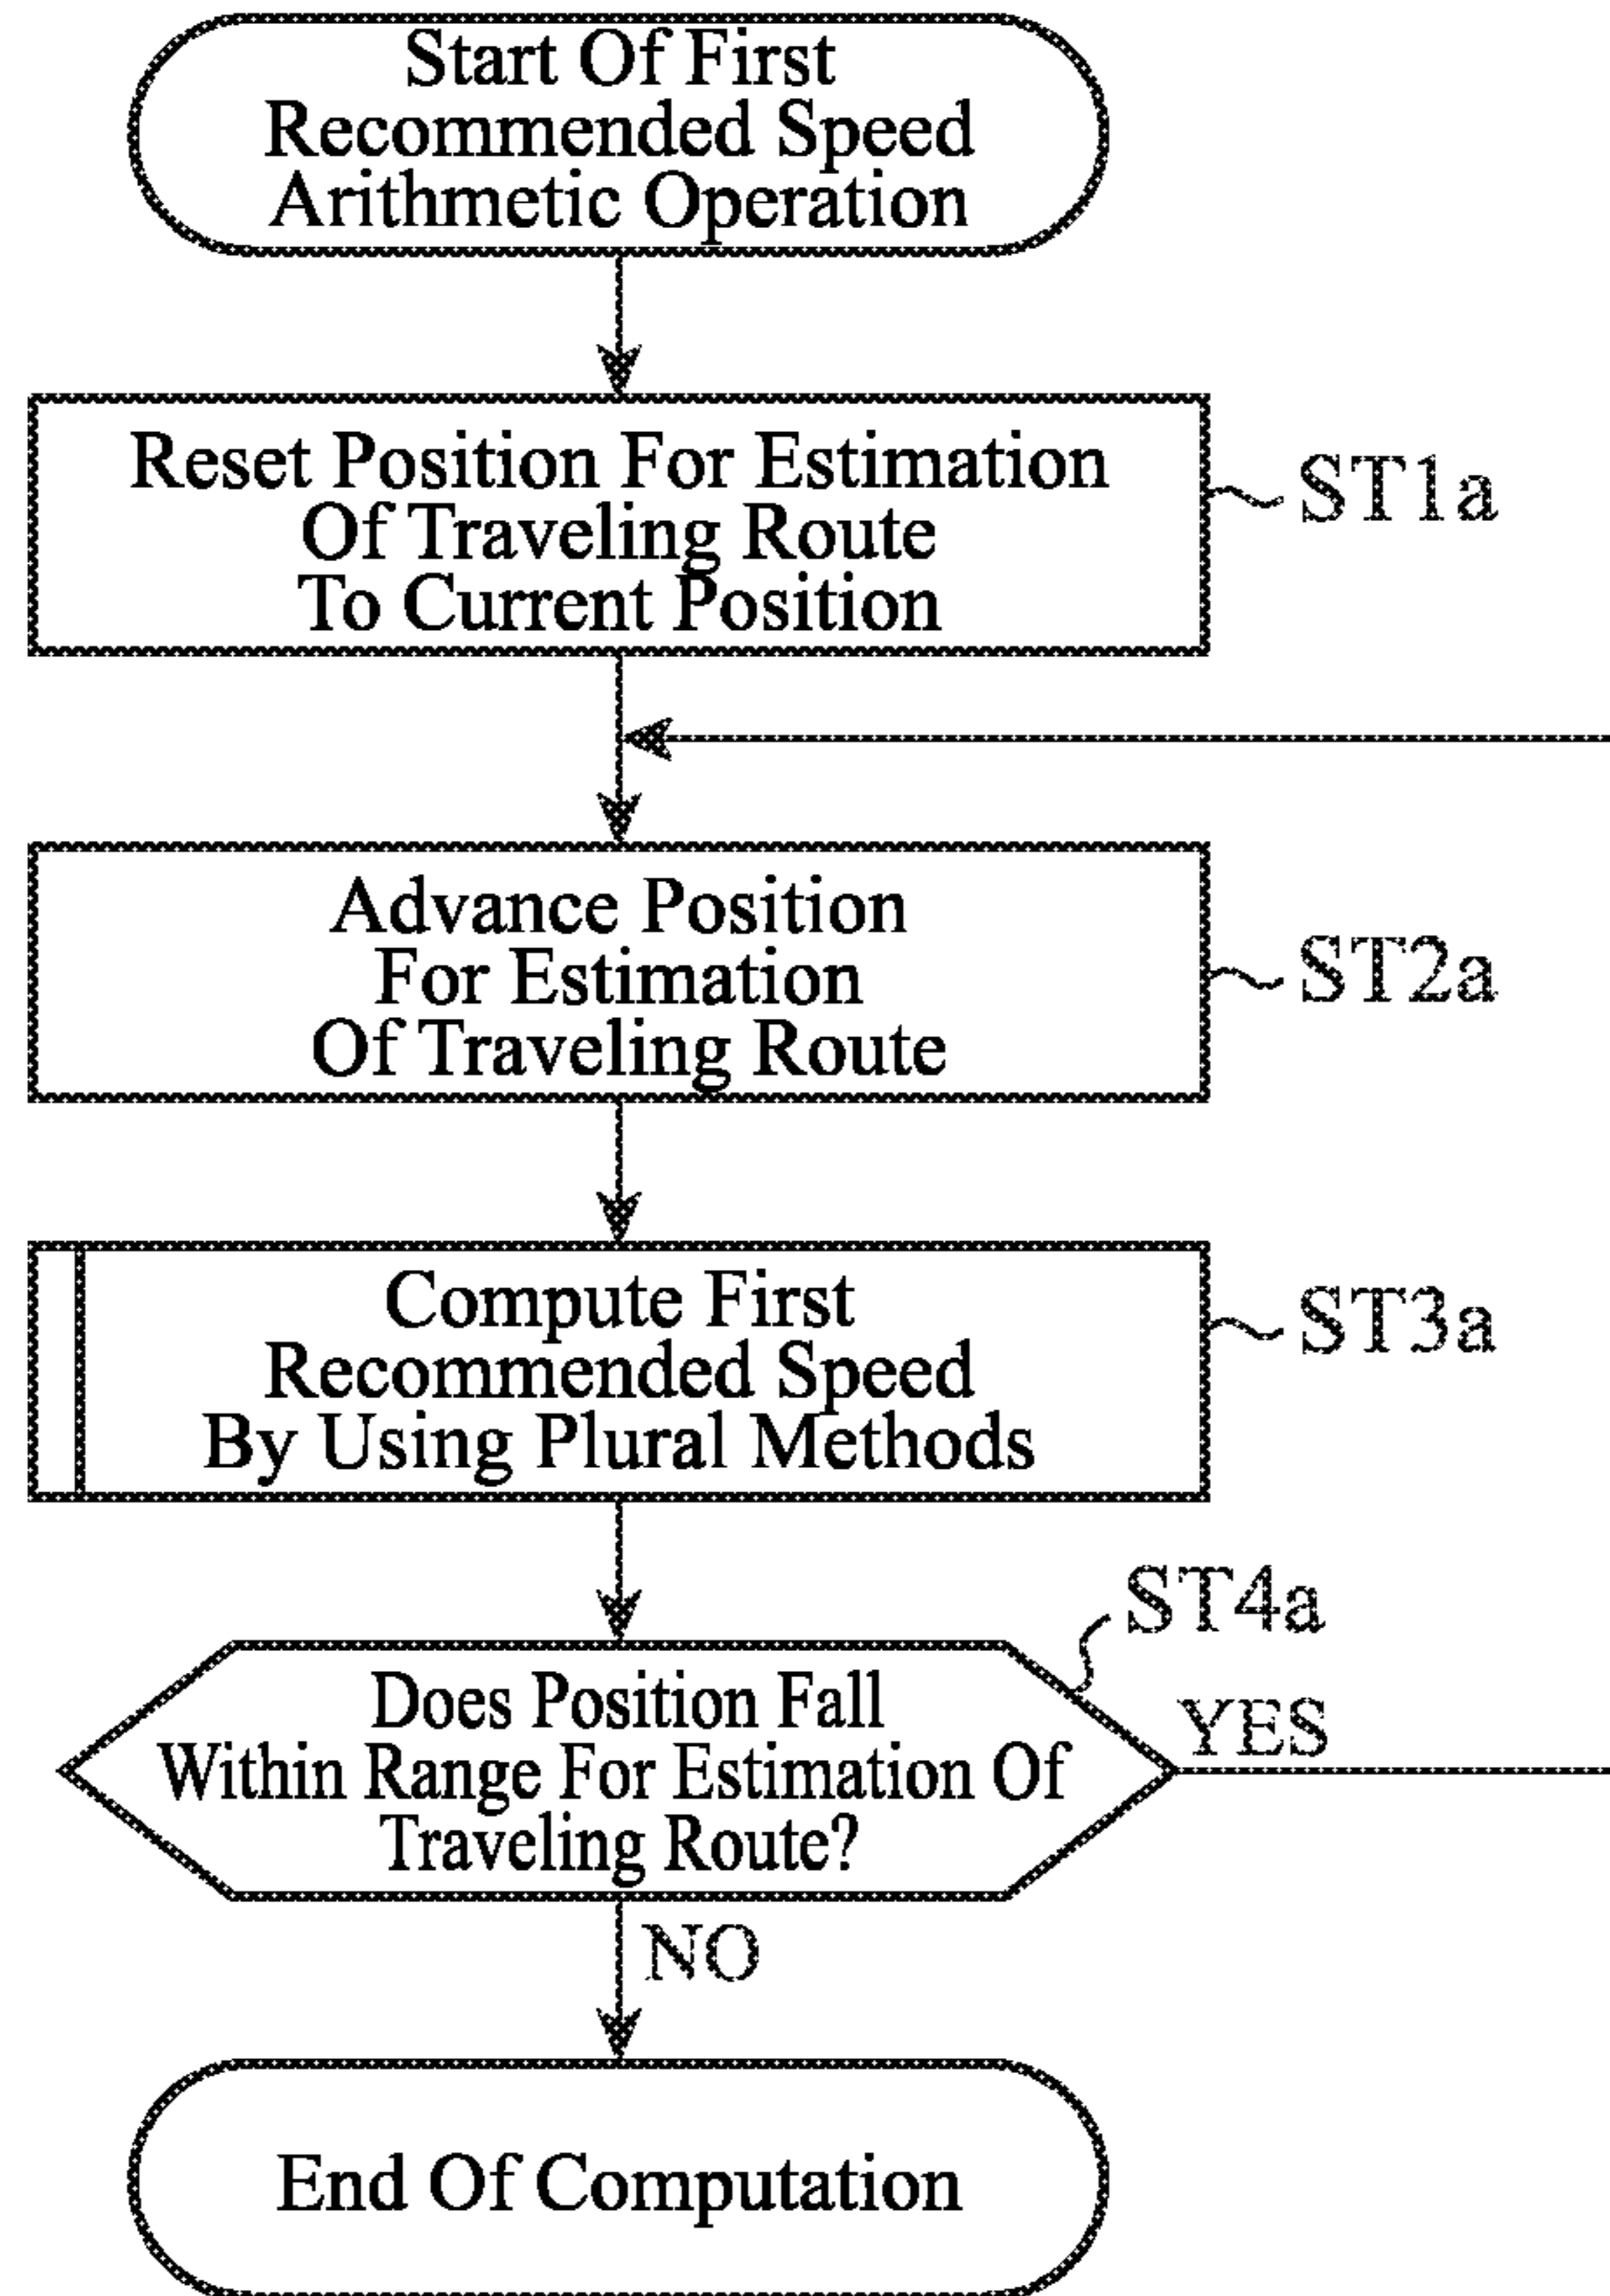 Start Of First
Recommended Speed
Arithmetic Operation
Reset Position For Estimation
Of Traveling Route
To Current Position
ST1a
Advance Position
For Estimation
Of Traveling Route
ST2a
Compute First
Recommended Speed
By Using Plural Methods
ST3a
ST4a
Does Position Fall
Within Range For Estimation Of
Traveling Route?
YES
NO
End Of Computation